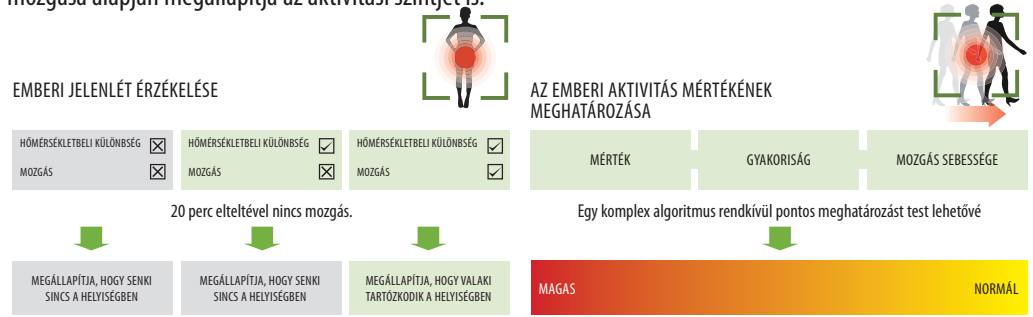 mozgása alapján megállapítja az aktivitási szintjét is.
EMBERI JELENLÉT ÉRZÉKELÉSE
HŐMÉRSÉKLETBELI KÜLÖNBSÉG
MOZGÁS
HŐMÉRSÉKLETBELI KÜLÖNBSÉG
MOZGÁS
HŐMÉRSÉKLETBELI KÜLÖNBSÉG
MOZGÁS
20 perc elteltével nincs mozgás.
MEGÁLLAPÍTJA, HOGY SENKI
SINCS A HELYISÉGBEN
MEGÁLLAPÍTJA, HOGY SENKI
SINCS A HELYISÉGBEN
MEGÁLLAPÍTJA, HOGY VALAKI
TARTÓZKODIK A HELYISÉGBEN
AZ EMBERI AKTIVITÁS MÉRTÉKÉNEK
MEGHATÁROZÁSA
MÉRTÉK
GYAKORISÁG
MOZGÁS SEBESSÉGE
Egy komplex algoritmus rendkívül pontos meghatározást test lehetővé
MAGAS
NORMÁL